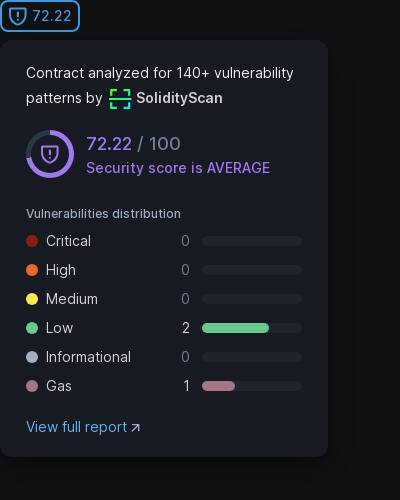 72.22
Contract analyzed for 140+ vulnerability
patterns by SolidityScan
72.22 / 100
Security score is AVERAGE
Vulnerabilities distribution
Critical 0
High 0
Medium 0
Low 2
Informational 0
Gas 1
View full report